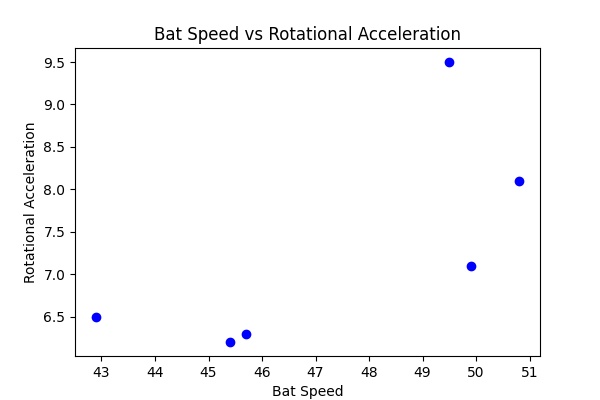 Bat Speed vs Rotational Acceleration
9.5
9.0
8.5
8.0
7.5
7.0
6.5
Rotational Acceleration
43 44 45 46 47 48 49 50 51
Bat Speed